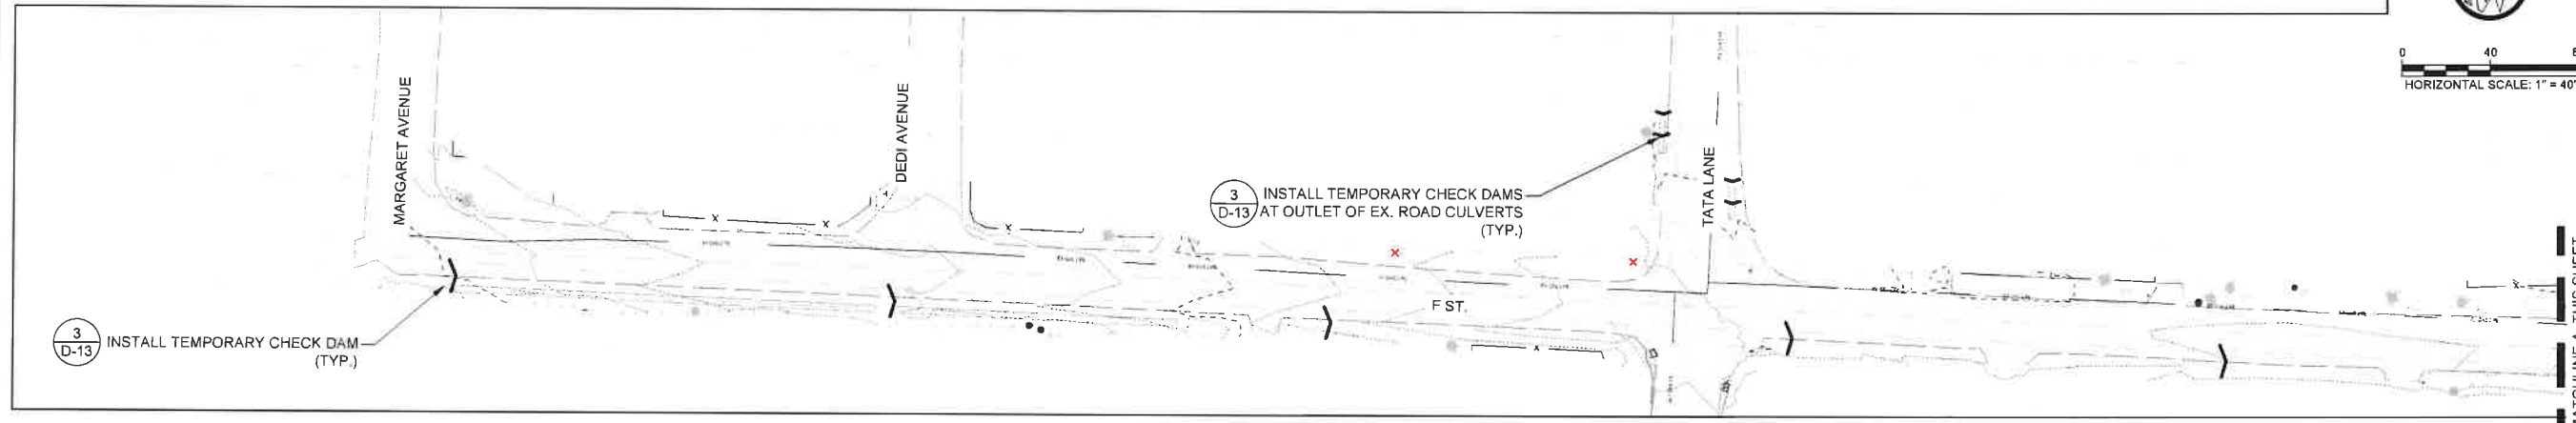 MARGARET AVENUE
DEDI AVENUE
TATA LANE
3
D-13
INSTALL TEMPORARY CHECK DAMS
AT OUTLET OF EX. ROAD CULVERTS
(TYP.)
F ST.
3
D-13
INSTALL TEMPORARY CHECK DAM
(TYP.)
0 40
HORIZONTAL SCALE: 1" = 40'